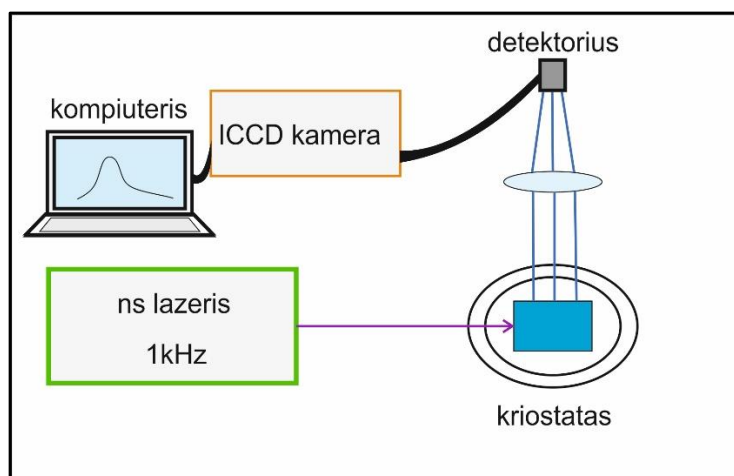 detektorius
kompiuteris
ICCD kamera
ns lazeris
1kHz
kriostatas